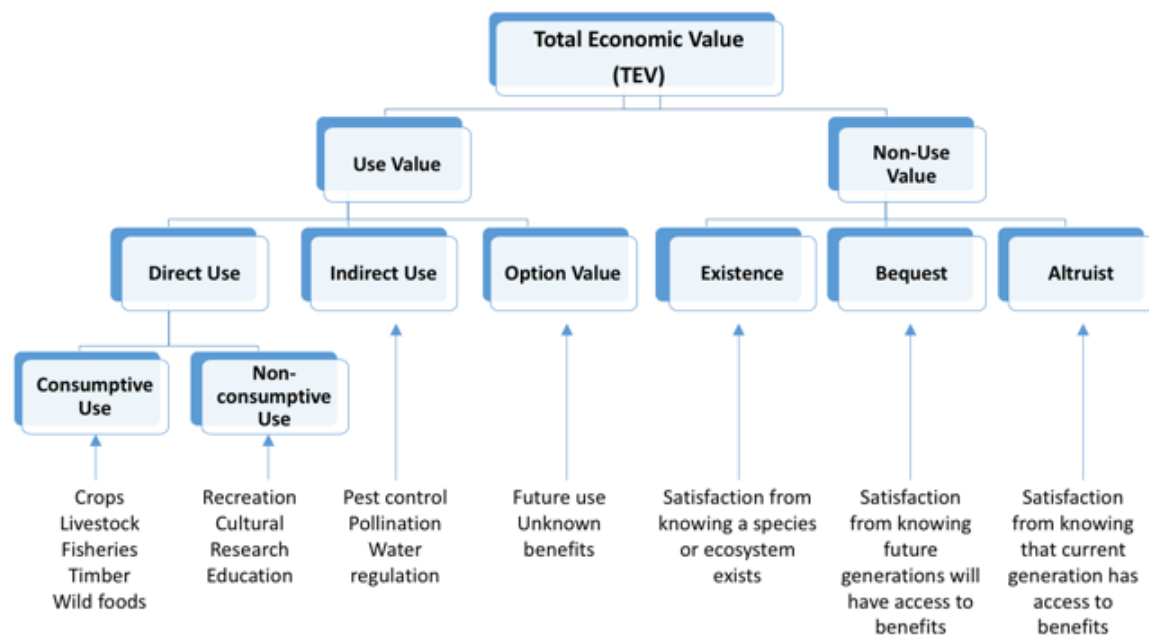 Total Economic Value
(TEV)
Use Value
Non-Use
Value
Direct Use
Indirect Use
Option Value
Existence
Bequest
Altruist
Consumptive
Use
Non-
consumptive
Use
Crops
Livestock
Fisheries
Timber
Wild foods
Recreation
Cultural
Research
Education
Pest control
Pollination
Water
regulation
Future use
Unknown
benefits
Satisfaction from
knowing a species
or ecosystem
exists
Satisfaction
from knowing
future
generations will
have access to
benefits
Satisfaction
from knowing
that current
generation has
access to
benefits